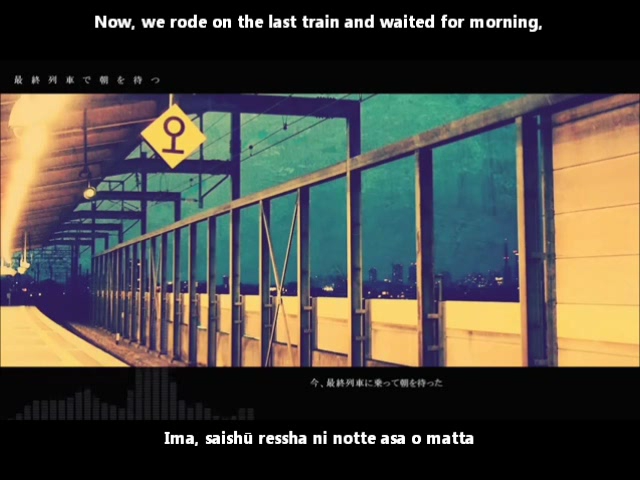 Now, we rode on the last train and waited for morning,
最終列車で朝を待つ
今、最終列車に乗って朝を待った
Ima, saishū ressha ni notte asa o matta